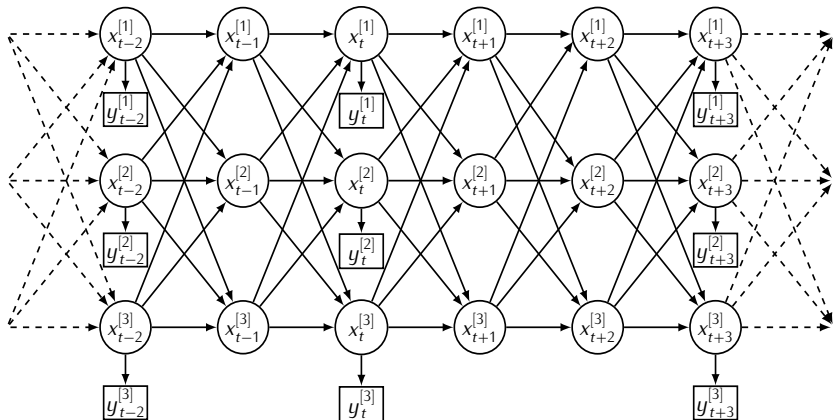 x_{t−2}^{[1]} x_{t−1}^{[1]} x_t^{[1]} x_{t+1}^{[1]} x_{t+2}^{[1]} x_{t+3}^{[1]}
y_{t−2}^{[1]} y_t^{[1]} y_{t+3}^{[1]}
x_{t−2}^{[2]} x_{t−1}^{[2]} x_t^{[2]} x_{t+1}^{[2]} x_{t+2}^{[2]} x_{t+3}^{[2]}
y_{t−2}^{[2]} y_t^{[2]} y_{t+3}^{[2]}
x_{t−2}^{[3]} x_{t−1}^{[3]} x_t^{[3]} x_{t+1}^{[3]} x_{t+2}^{[3]} x_{t+3}^{[3]}
y_{t−2}^{[3]} y_t^{[3]} y_{t+3}^{[3]}